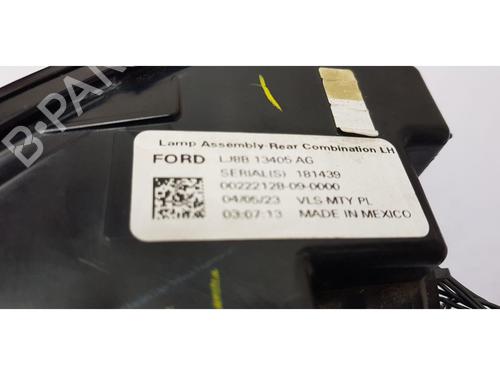 Lamp Assembly-Rear Combination LH
FORD LJ8B 13405 AG
SERIAL(S) 181439
00222128-09-0000
04/05/23 VLS MTY PL
03:07:13 MADE IN MEXICO
B-PARTS